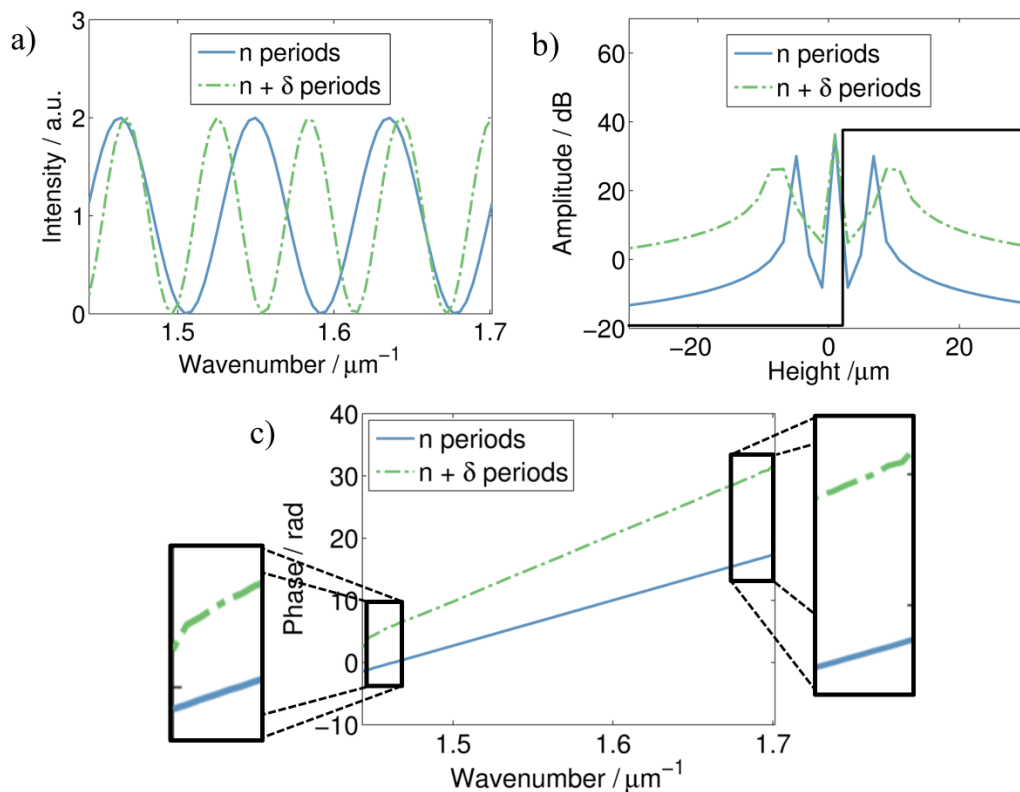 a)
3
2
1
0
Intensity / a.u.
n periods
n + δ periods
1.5
1.6
1.7
Wavenumber / μm⁻¹
b)
60
40
20
0
−20
Amplitude / dB
n periods
n + δ periods
−20
0
20
Height /μm
c)
40
30
20
10
0
−10
Phase / rad
n periods
n + δ periods
1.5
1.6
1.7
Wavenumber / μm⁻¹